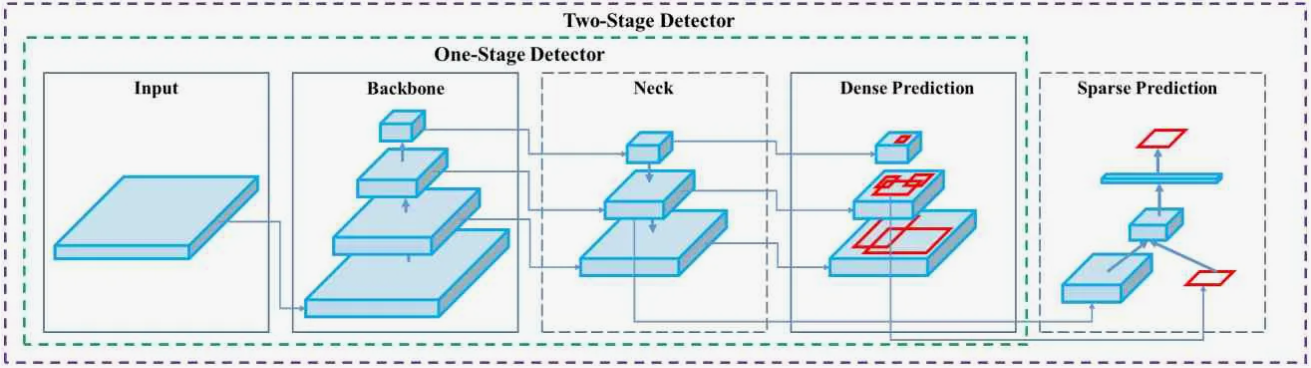 Two-Stage Detector
One-Stage Detector
Input
Backbone
Neck
Dense Prediction
Sparse Prediction